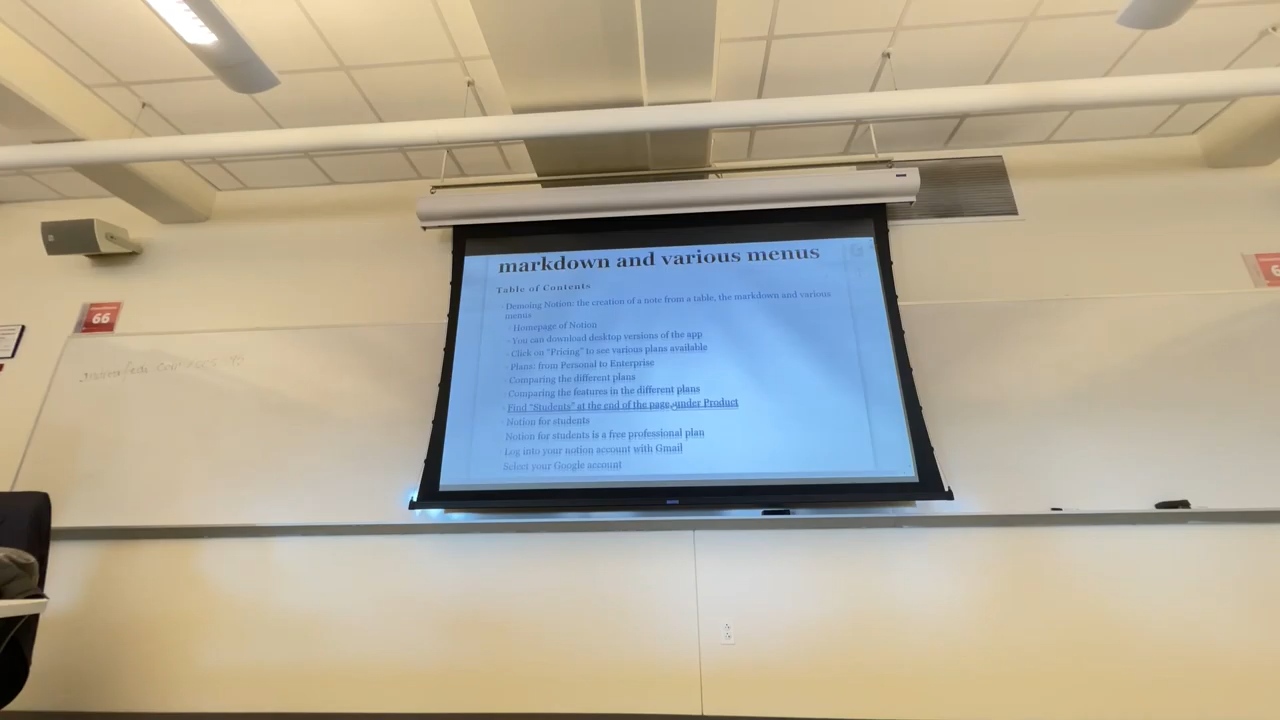 markdown and various menus
Table of Contents
Demoing Notion: the creation of a note from a table, the markdown and various
menus
Homepage of Notion
You can download desktop versions of the app
Click on "Pricing" to see various plans available
Plans: from Personal to Enterprise
Comparing the different plans
Comparing the features in the different plans
Find "Students" at the end of the page, under Product
Notion for students
Notion for students is a free professional plan
Log into your notion account with Gmail
Select your Google account
66